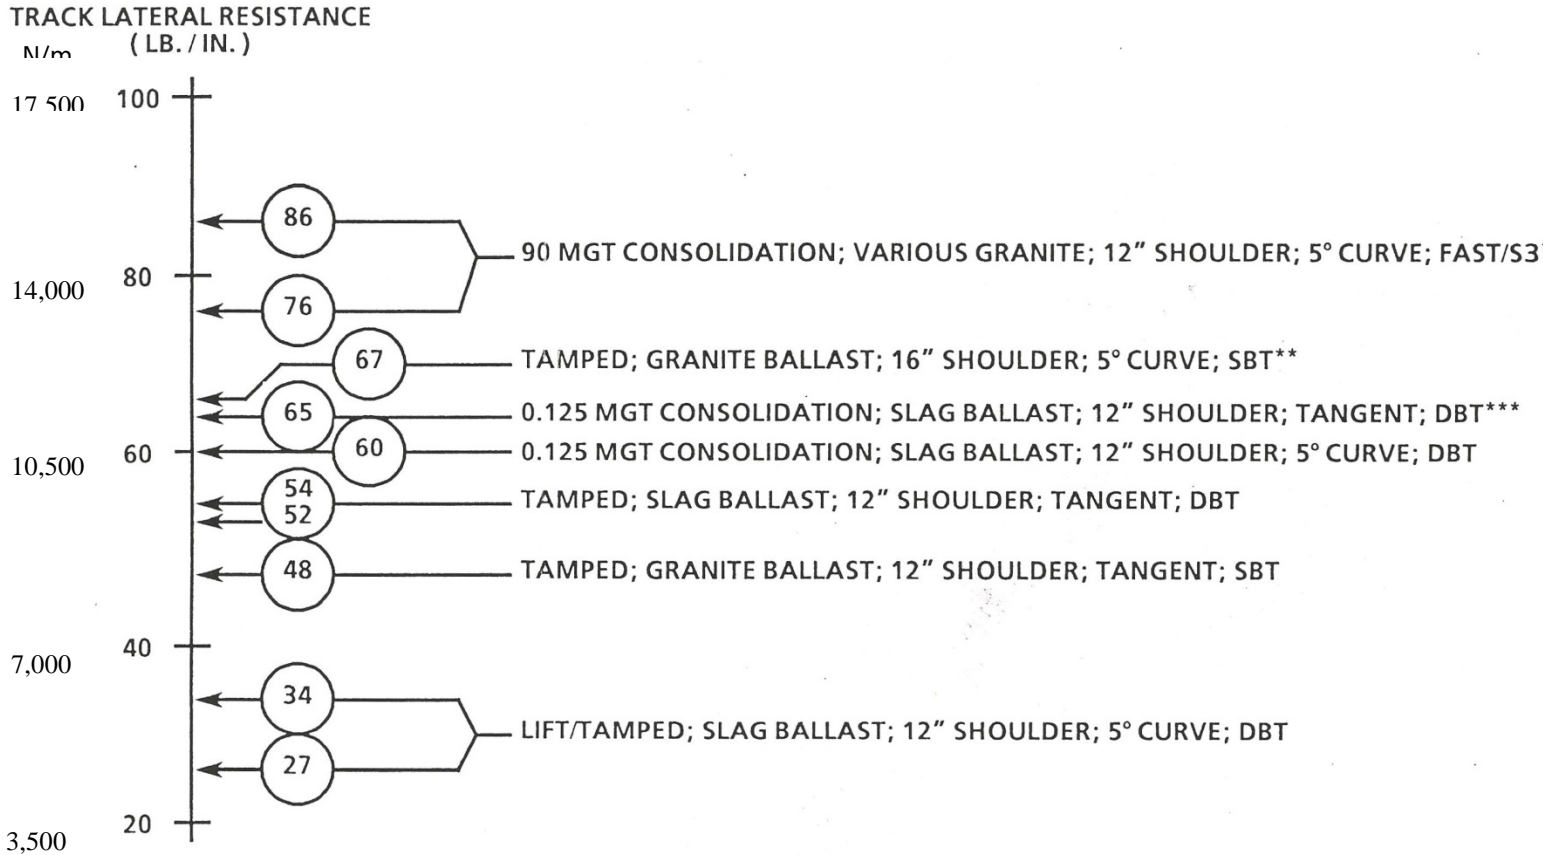 TRACK LATERAL RESISTANCE
N/m (LB./IN.)
17,500 100
86
90 MGT CONSOLIDATION; VARIOUS GRANITE; 12" SHOULDER; 5° CURVE; FAST/S3
14,000 80
76
67 TAMPED; GRANITE BALLAST; 16" SHOULDER; 5° CURVE; SBT**
65 0.125 MGT CONSOLIDATION; SLAG BALLAST; 12" SHOULDER; TANGENT; DBT***
10,500 60 60 0.125 MGT CONSOLIDATION; SLAG BALLAST; 12" SHOULDER; 5° CURVE; DBT
54 TAMPED; SLAG BALLAST; 12" SHOULDER; TANGENT; DBT
52
48 TAMPED; GRANITE BALLAST; 12" SHOULDER; TANGENT; SBT
7,000 40
34
LIFT/TAMPED; SLAG BALLAST; 12" SHOULDER; 5° CURVE; DBT
27
3,500 20